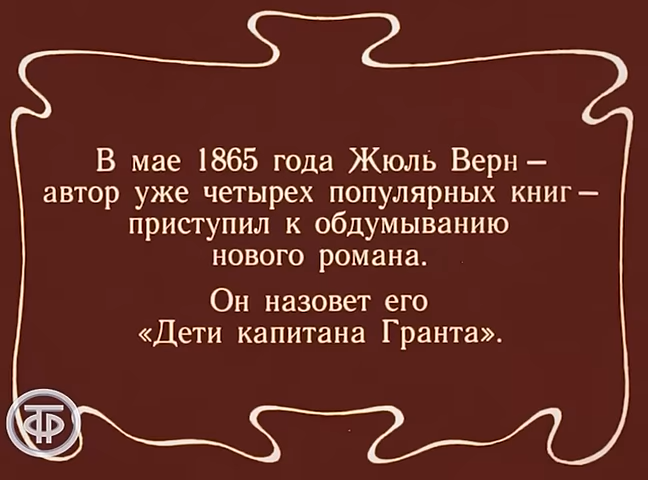 В мае 1865 года Жюль Верн –
автор уже четырех популярных книг –
приступил к обдумыванию
нового романа.
Он назовет его
«Дети капитана Гранта».